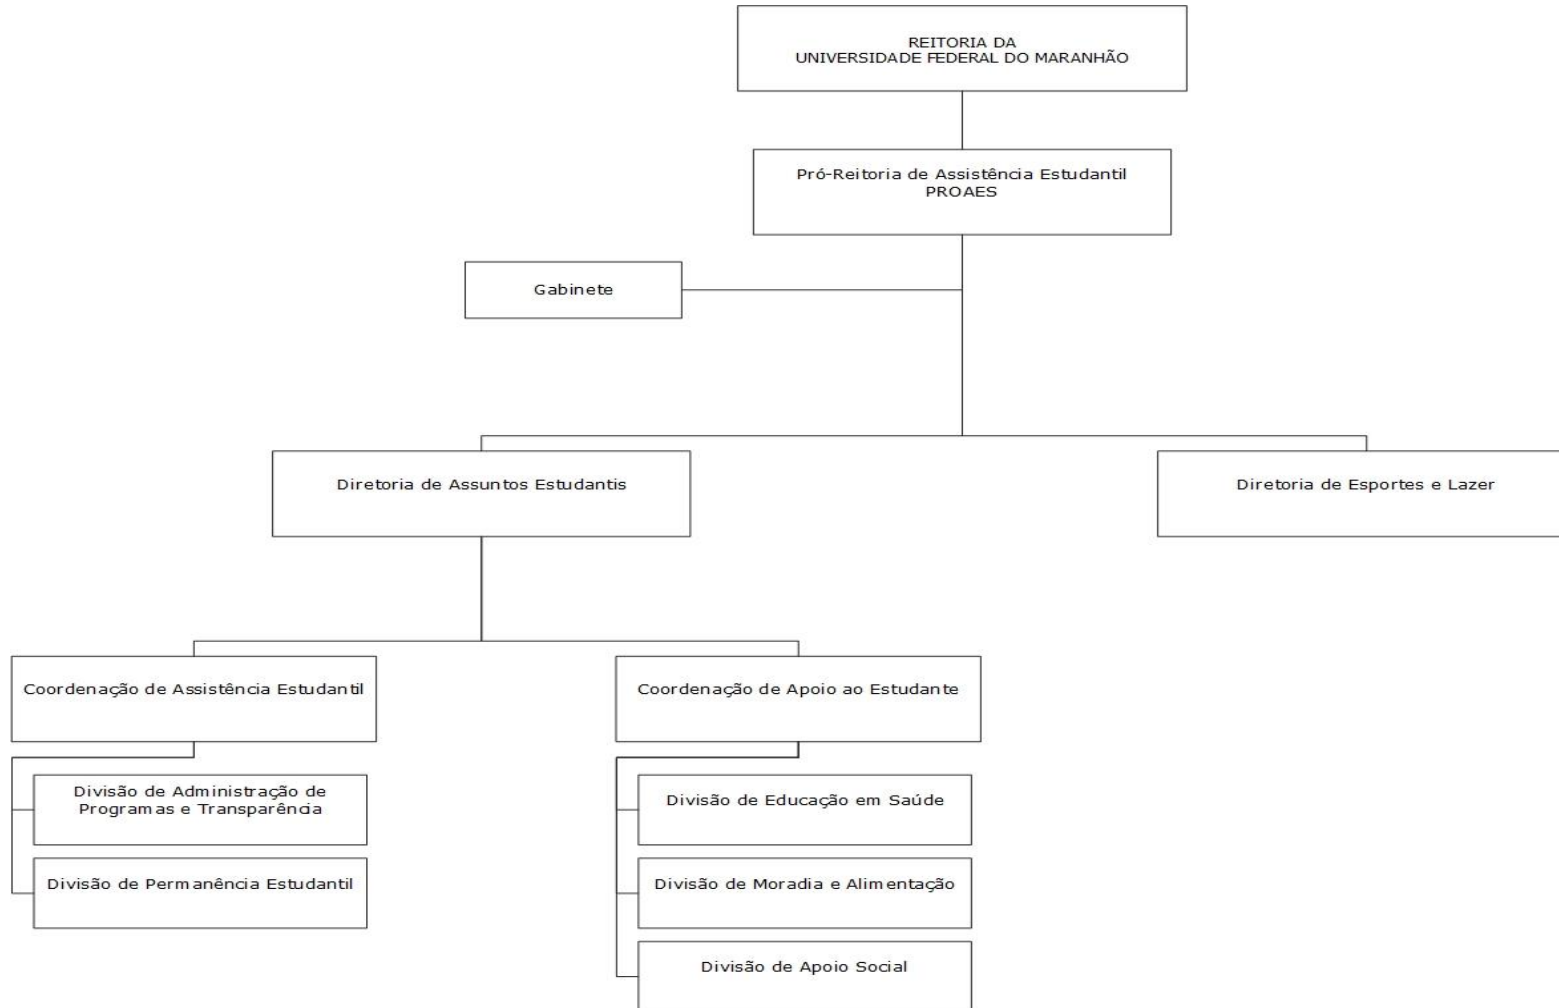 REITORIA DA
UNIVERSIDADE FEDERAL DO MARANHÃO
Pró-Reitoria de Assistência Estudantil
PROAES
Gabinete
Diretoria de Assuntos Estudantis
Diretoria de Esportes e Lazer
Coordenação de Assistência Estudantil
Coordenação de Apoio ao Estudante
Divisão de Administração de
Programas e Transparência
Divisão de Permanência Estudantil
Divisão de Educação em Saúde
Divisão de Moradia e Alimentação
Divisão de Apoio Social